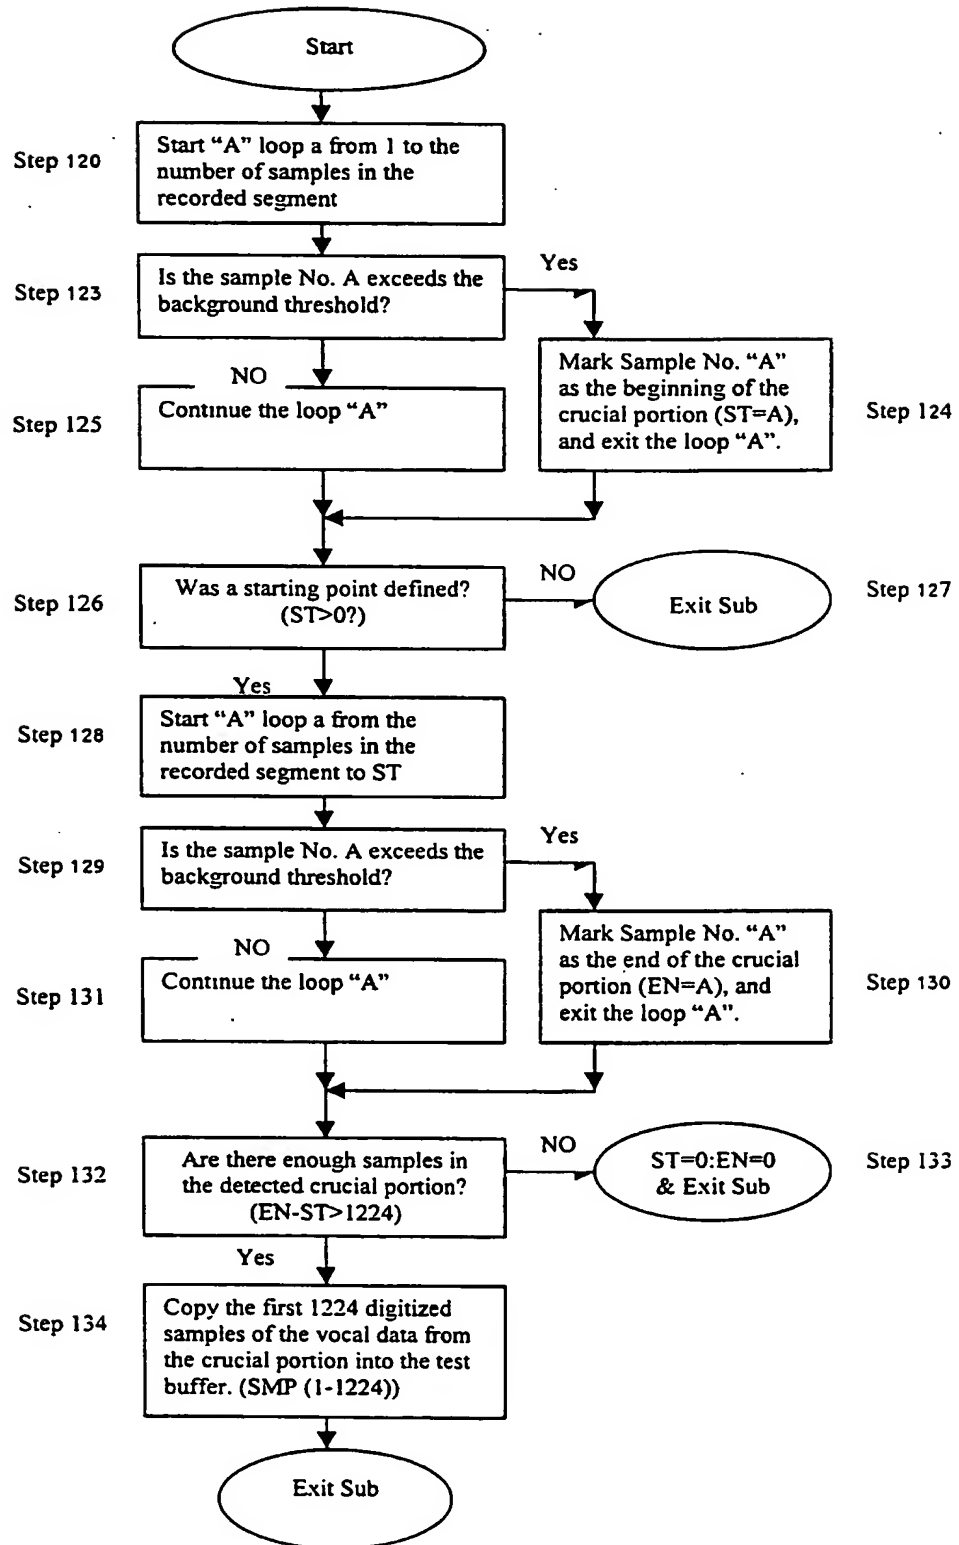 Start
Step 120
Start “A” loop a from 1 to the
number of samples in the
recorded segment
Step 123
Is the sample No. A exceeds the
background threshold?
Yes
NO
Mark Sample No. “A”
as the beginning of the
crucial portion (ST=A),
and exit the loop “A”.
Step 124
Step 125
Continue the loop “A”
Step 126
Was a starting point defined?
(ST>0?)
NO
Exit Sub
Step 127
Yes
Step 128
Start “A” loop a from the
number of samples in the
recorded segment to ST
Step 129
Is the sample No. A exceeds the
background threshold?
Yes
NO
Mark Sample No. “A”
as the end of the crucial
portion (EN=A), and
exit the loop “A”.
Step 130
Step 131
Continue the loop “A”
Step 132
Are there enough samples in
the detected crucial portion?
(EN-ST>1224)
NO
ST=0:EN=0
& Exit Sub
Step 133
Yes
Step 134
Copy the first 1224 digitized
samples of the vocal data from
the crucial portion into the test
buffer. (SMP (1-1224))
Exit Sub